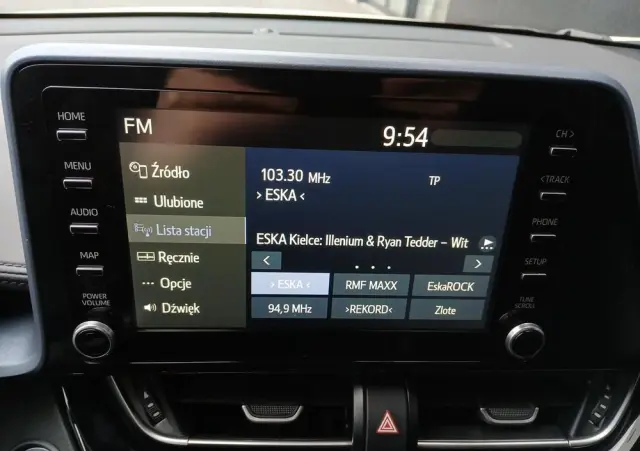 HOME
MENU
AUDIO
MAP
POWER
VOLUME
FM
9:54
Źródło
Ulubione
Lista stacji
Ręcznie
Opcje
Dźwięk
103.30 MHz
TP
> ESKA <
ESKA Kielce: Illenium & Ryan Tedder – Wit
< >
> ESKA < RMF MAXX EskaROCK
94,9 MHz >REKORD< Zlote
CH >
< TRACK
PHONE
SETUP
TUNE
SCROLL